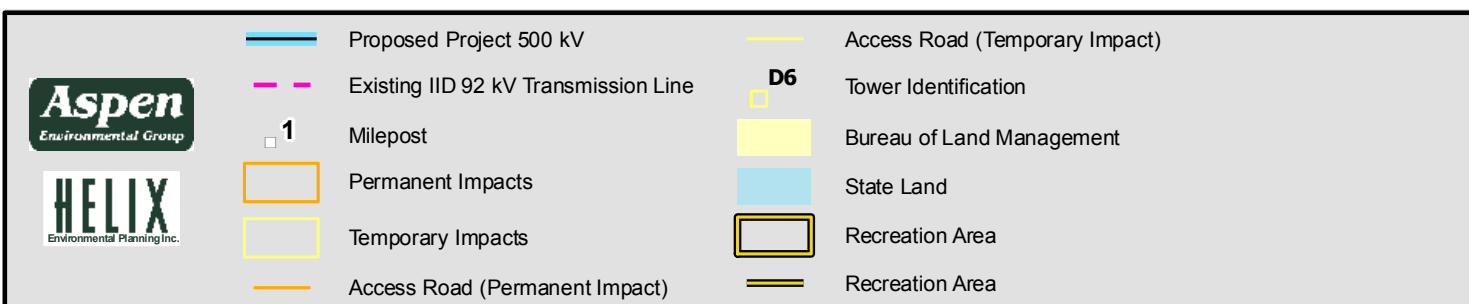 Aspen
Environmental Group
HELIX
Environmental Planning Inc.
Proposed Project 500 kV
Existing IID 92 kV Transmission Line
1
Milepost
Permanent Impacts
Temporary Impacts
Access Road (Permanent Impact)
Access Road (Temporary Impact)
D6
Tower Identification
Bureau of Land Management
State Land
Recreation Area
Recreation Area